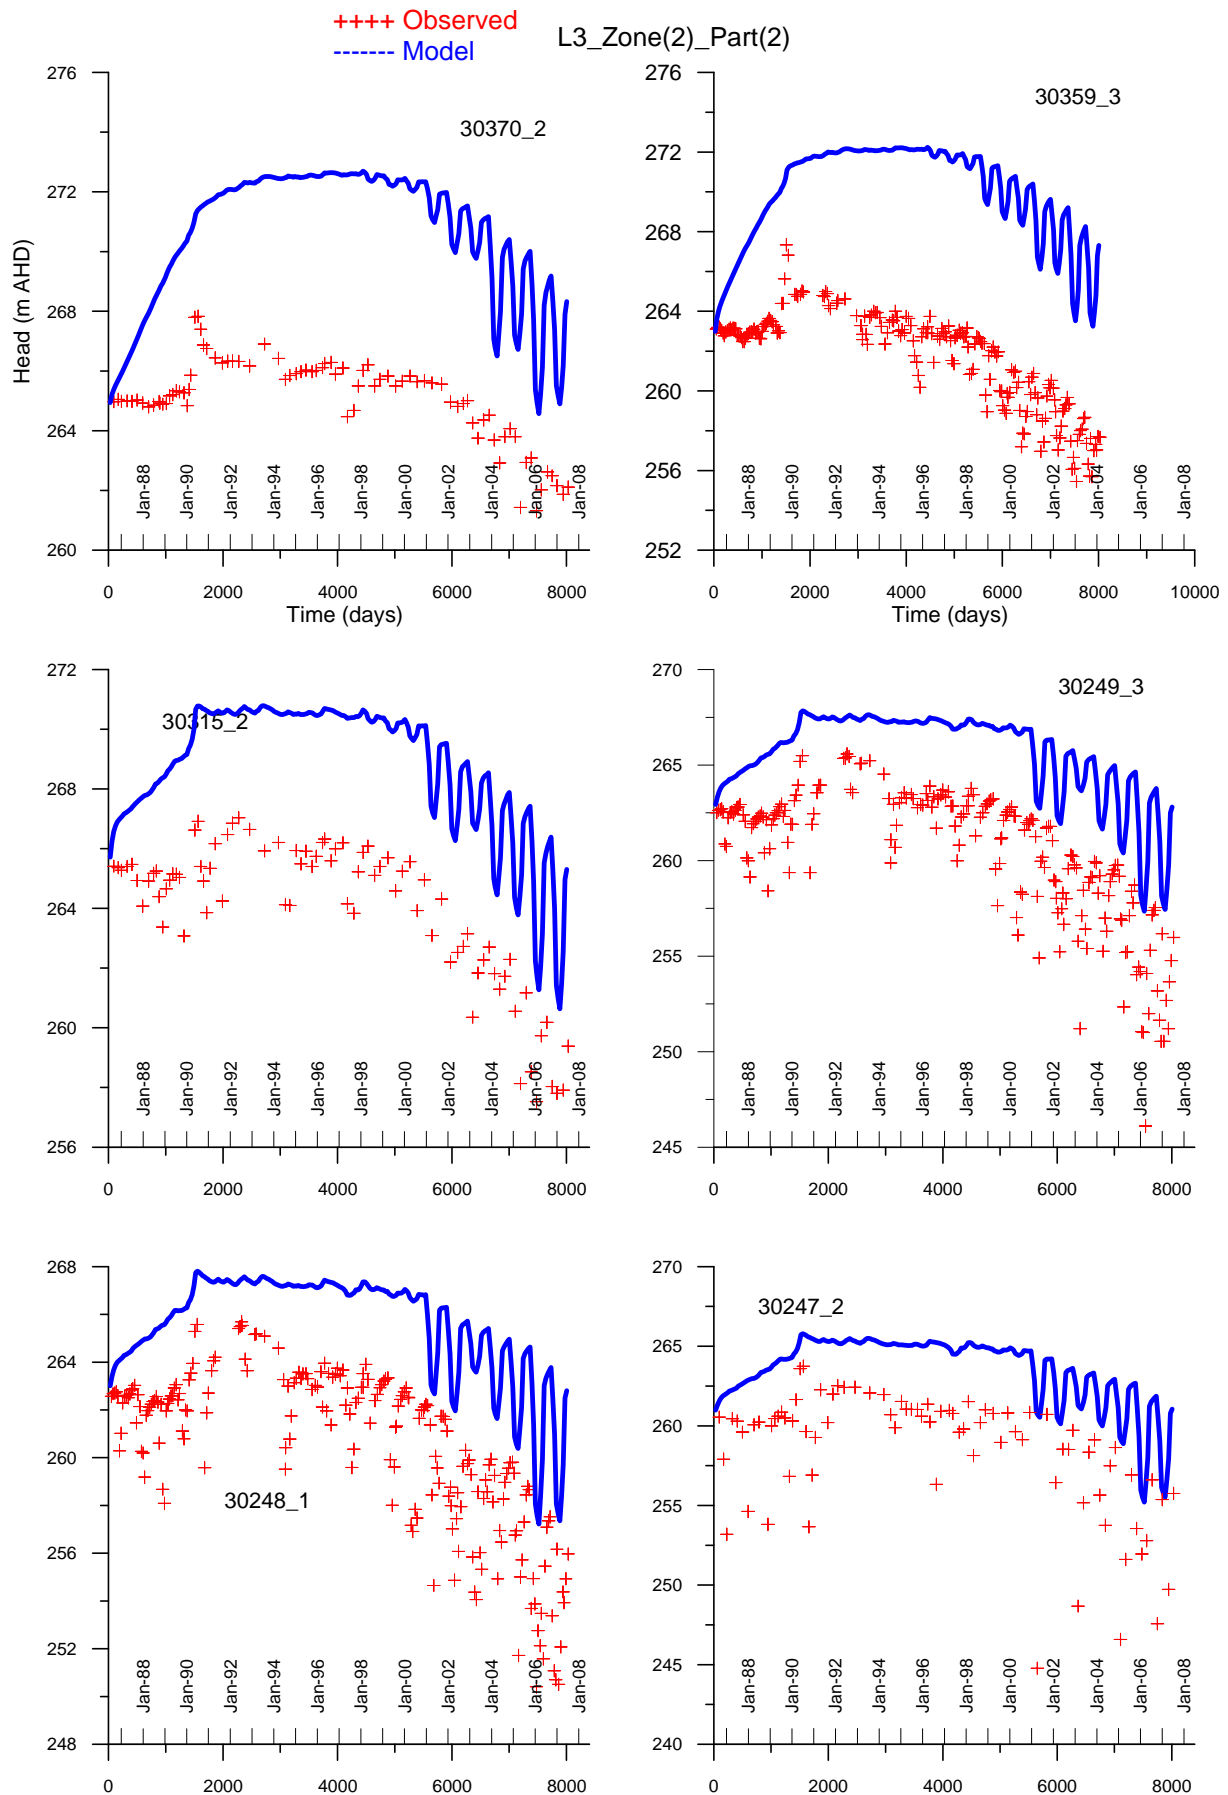 ++++ Observed
L3_Zone(2)_Part(2)
------- Model
276
272
268
264
260
Head (m AHD)
30370_2
Jan-88
Jan-90
Jan-92
Jan-94
Jan-96
Jan-98
Jan-00
Jan-02
Jan-04
Jan-06
Jan-08
0
2000
4000
6000
8000
Time (days)
276
272
268
264
260
256
252
30359_3
Jan-88
Jan-90
Jan-92
Jan-94
Jan-96
Jan-98
Jan-00
Jan-02
Jan-04
Jan-06
Jan-08
0
2000
4000
6000
8000
10000
Time (days)
272
268
264
260
256
30315_2
Jan-88
Jan-90
Jan-92
Jan-94
Jan-96
Jan-98
Jan-00
Jan-02
Jan-04
Jan-06
Jan-08
0
2000
4000
6000
8000
270
265
260
255
250
245
30249_3
Jan-88
Jan-90
Jan-92
Jan-94
Jan-96
Jan-98
Jan-00
Jan-02
Jan-04
Jan-06
Jan-08
0
2000
4000
6000
8000
268
264
260
256
252
248
30248_1
Jan-88
Jan-90
Jan-92
Jan-94
Jan-96
Jan-98
Jan-00
Jan-02
Jan-04
Jan-06
Jan-08
0
2000
4000
6000
8000
270
265
260
255
250
245
240
30247_2
Jan-88
Jan-90
Jan-92
Jan-94
Jan-96
Jan-98
Jan-00
Jan-02
Jan-04
Jan-06
Jan-08
0
2000
4000
6000
8000